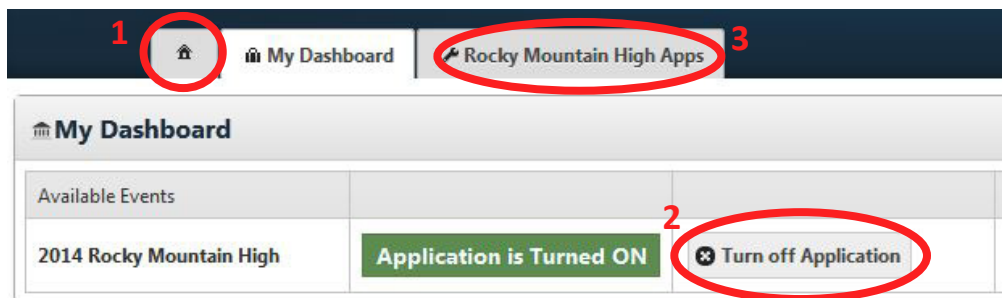 1
My Dashboard
Rocky Mountain High Apps
3
My Dashboard
Available Events
2
2014 Rocky Mountain High
Application is Turned ON
Turn off Application